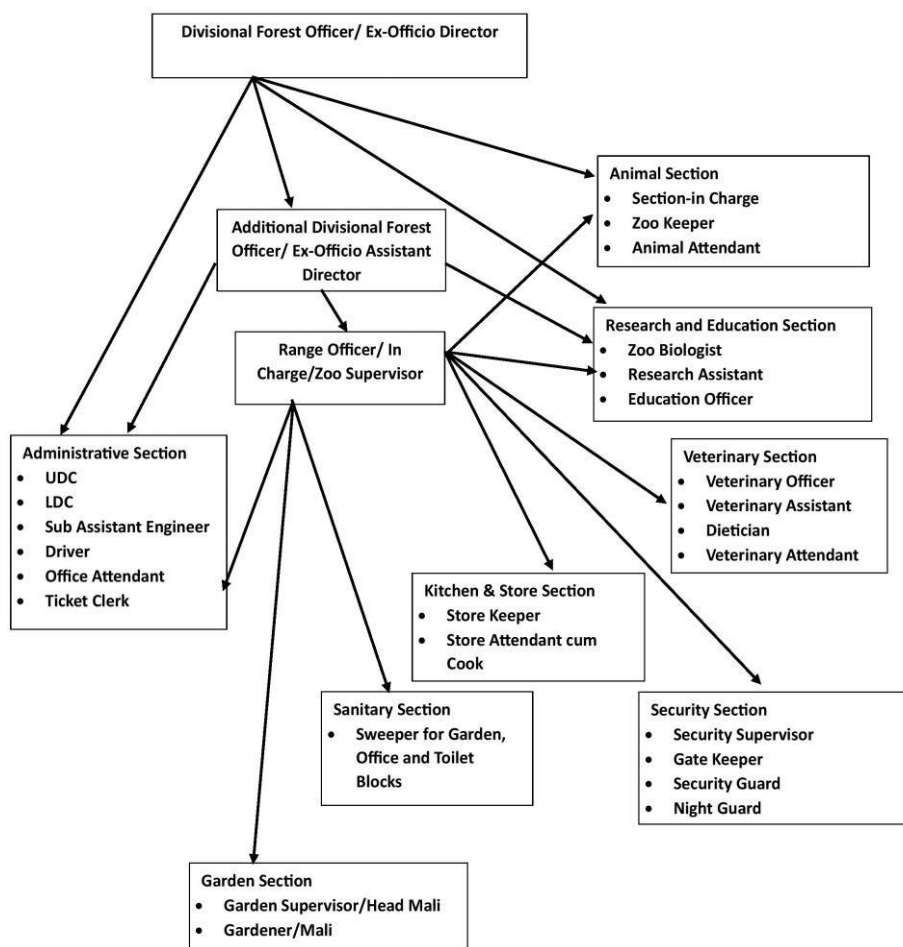 Divisional Forest Officer/ Ex-Officio Director
Animal Section
• Section-in Charge
• Zoo Keeper
• Animal Attendant
Additional Divisional Forest
Officer/ Ex-Officio Assistant
Director
Research and Education Section
• Zoo Biologist
• Research Assistant
• Education Officer
Range Officer/ In
Charge/Zoo Supervisor
Administrative Section
• UDC
• LDC
• Sub Assistant Engineer
• Driver
• Office Attendant
• Ticket Clerk
Veterinary Section
• Veterinary Officer
• Veterinary Assistant
• Dietician
• Veterinary Attendant
Kitchen & Store Section
• Store Keeper
• Store Attendant cum
Cook
Sanitary Section
• Sweeper for Garden,
Office and Toilet
Blocks
Security Section
• Security Supervisor
• Gate Keeper
• Security Guard
• Night Guard
Garden Section
• Garden Supervisor/Head Mali
• Gardener/Mali